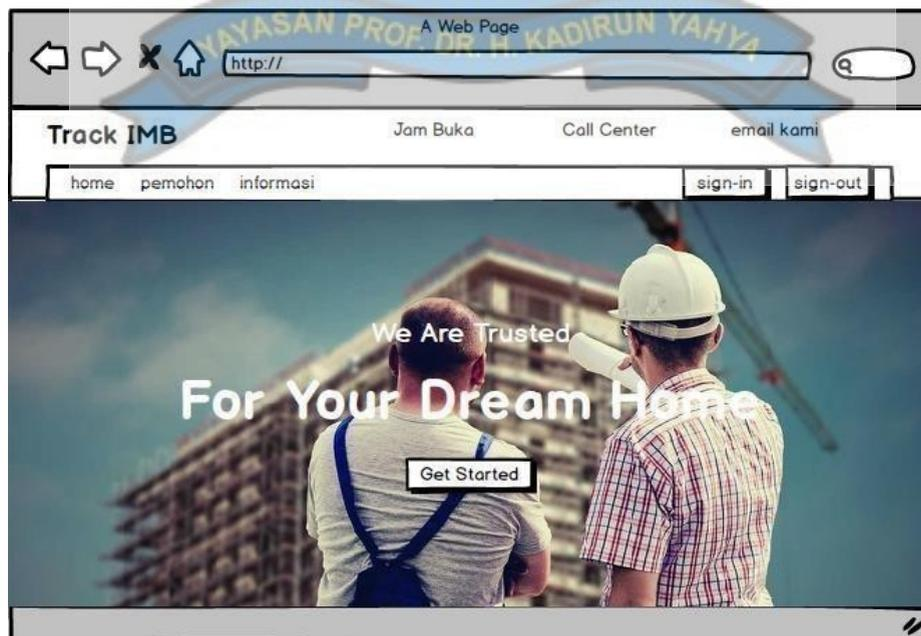 A Web Page
YAYASAN PROF. DR. H. KADIRUN YAHYA
http://
Track IMB
Jam Buka
Call Center
email kami
home
pemohon
informasi
sign-in
sign-out
We Are Trusted
For Your Dream Home
Get Started